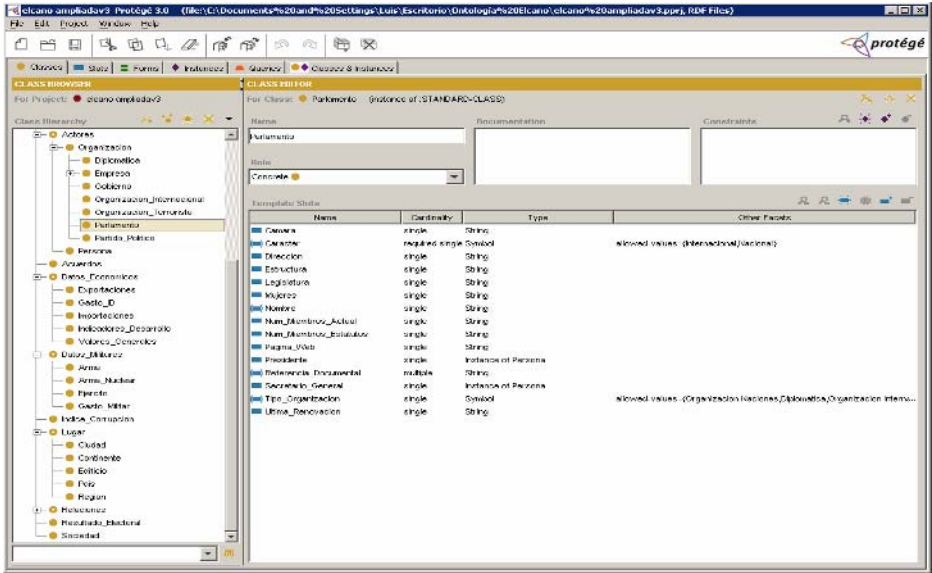 elcano ampliadav3 Protégé 3.0 (file:\C:\Documents%20and%20Settings\Luis\Escritorio\Ontología%20Elcano\elcano%20ampliadav3.pprj, RDF Files)
File Edit Project Window Help
protégé
Classes Slots Forms Instances Queries Classes & Instances
CLASS BROWSER
For Project: elcano ampliadav3
Class Hierarchy
Actores
Organizacion
Diplomatica
Empresa
Gobierno
Organizacion_Internacional
Organizacion_Terrorista
Parlamento
Partido_Politico
Persona
Acuerdos
Datos_Economicos
Exportaciones
Gasto_ID
Importaciones
Indicadores_Desarrollo
Valores_Generales
Datos_Militares
Arma
Arma_Nuclear
Ejercito
Gasto_Militar
Indice_Corrupcion
Lugar
Ciudad
Continente
Edificio
Pais
Region
Relaciones
Resultado_Electoral
Sociedad
CLASS EDITOR
For Class: Parlamento (instance of :STANDARD-CLASS)
Name Documentation Constraints
Parlamento
Role
Concrete
Template Slots
Name Cardinality Type Other Facets
Camara single String
Caracter required single Symbol allowed-values={Internacional,Nacional}
Direccion single String
Estructura single String
Legislatura single String
Mujeres single String
Nombre single String
Num_Miembros_Actual single String
Num_Miembros_Estatutos single String
Pagina_Web single String
Presidente single Instance of Persona
Referencia_Documental multiple String
Secretario_General single Instance of Persona
Tipo_Organizacion single Symbol allowed-values={Organizacion Naciones,Diplomatica,Organizacion Interna...
Ultima_Renovacion single String